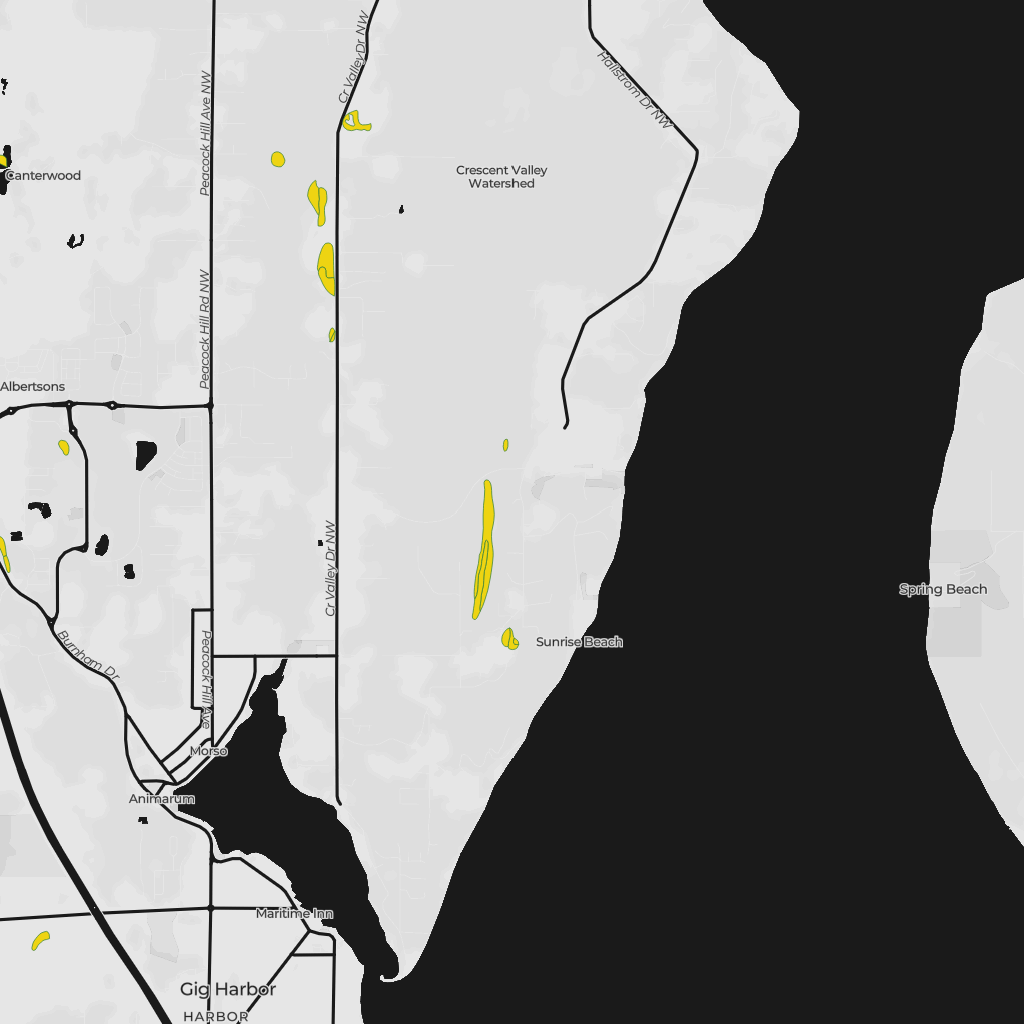 Cr ValleyDr NW
Hallstrom Dr NW
Peacock Hill Ave NW
Crescent Valley
Watershed
Canterwood
Peacock Hill Rd NW
Albertsons
Cr Valley Dr NW
Spring Beach
Burnham Dr
Sunrise Beach
Peacock Hill Ave
Morso
Animarum
Maritime Inn
Gig Harbor
HARBOR